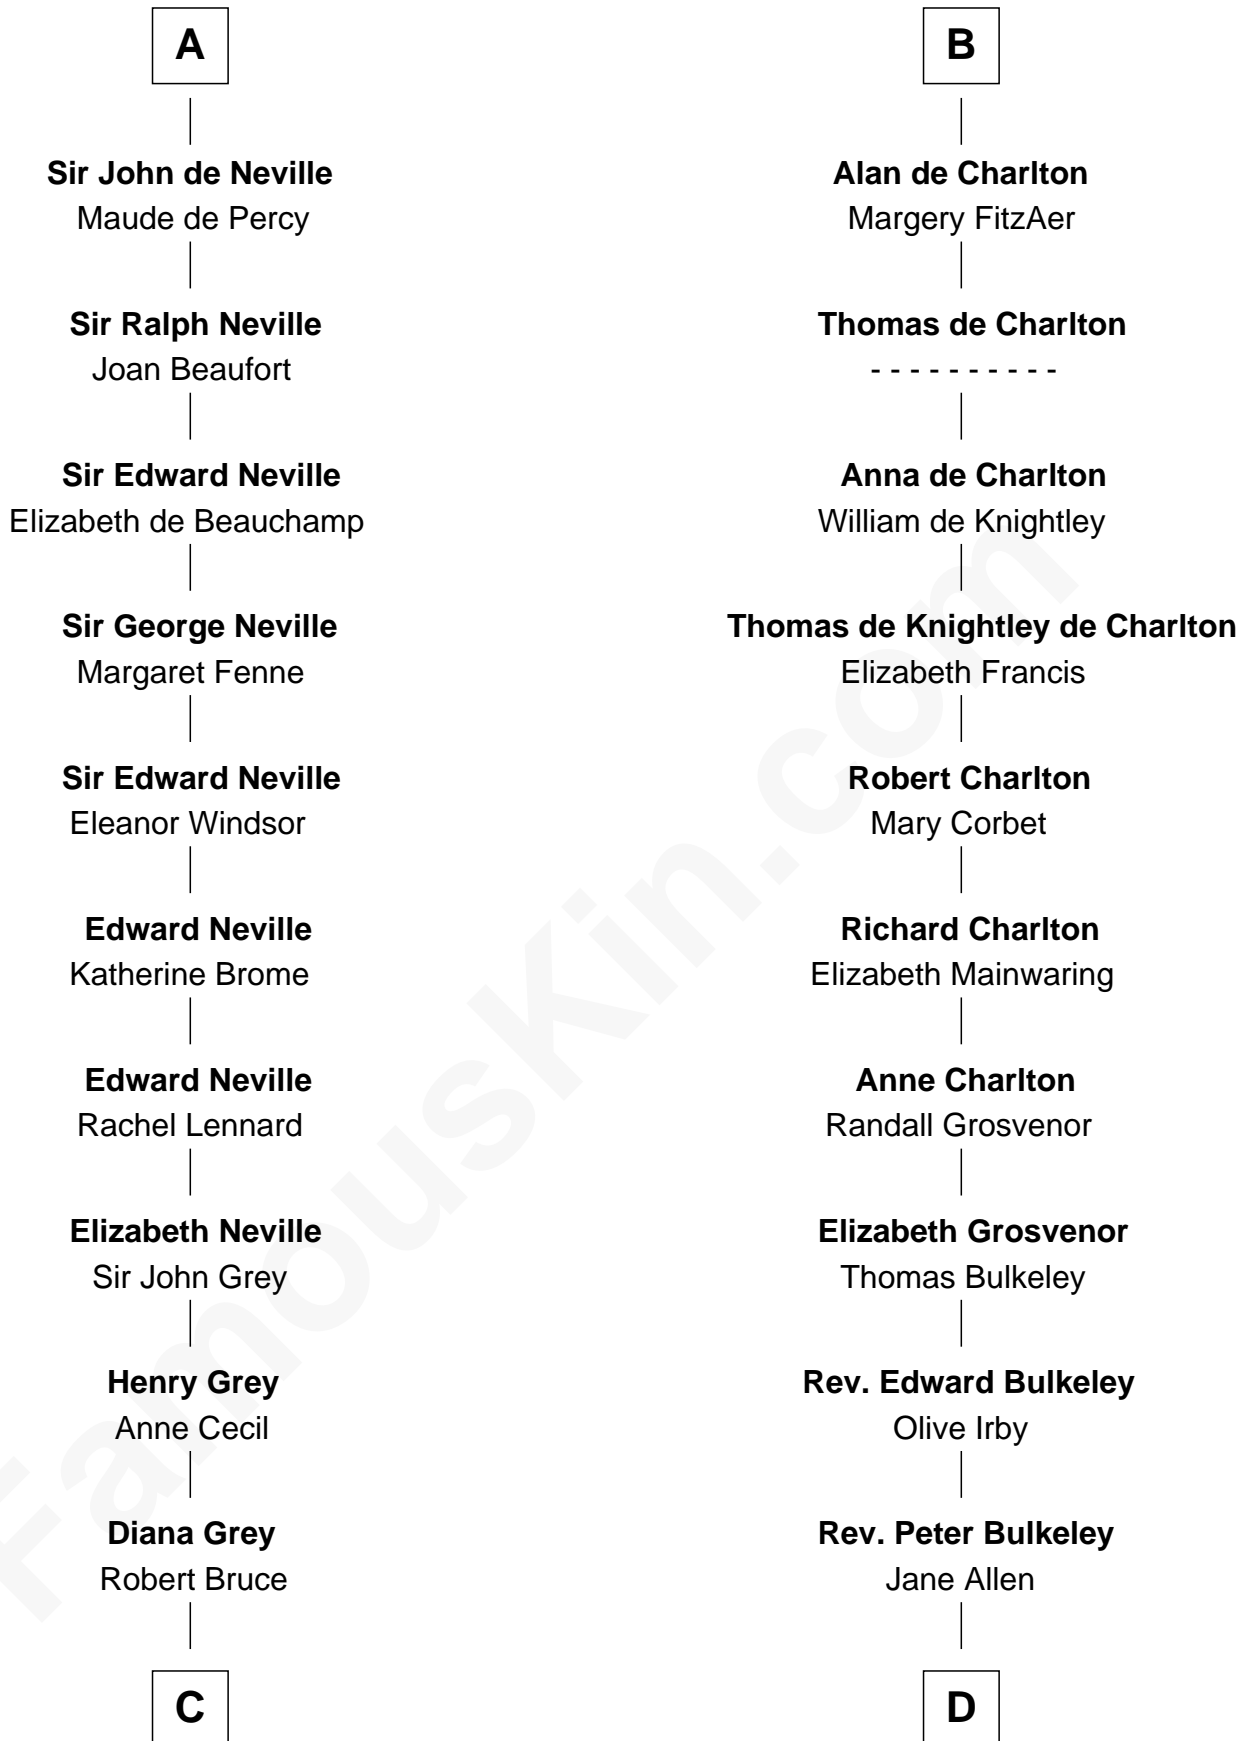 A
Sir John de Neville
Maude de Percy
Sir Ralph Neville
Joan Beaufort
Sir Edward Neville
Elizabeth de Beauchamp
Sir George Neville
Margaret Fenne
Sir Edward Neville
Eleanor Windsor
Edward Neville
Katherine Brome
Edward Neville
Rachel Lennard
Elizabeth Neville
Sir John Grey
Henry Grey
Anne Cecil
Diana Grey
Robert Bruce
C
B
Alan de Charlton
Margery FitzAer
Thomas de Charlton
- - - - - - - - - -
Anna de Charlton
William de Knightley
Thomas de Knightley de Charlton
Elizabeth Francis
Robert Charlton
Mary Corbet
Richard Charlton
Elizabeth Mainwaring
Anne Charlton
Randall Grosvenor
Elizabeth Grosvenor
Thomas Bulkeley
Rev. Edward Bulkeley
Olive Irby
Rev. Peter Bulkeley
Jane Allen
D
FamousKin.com